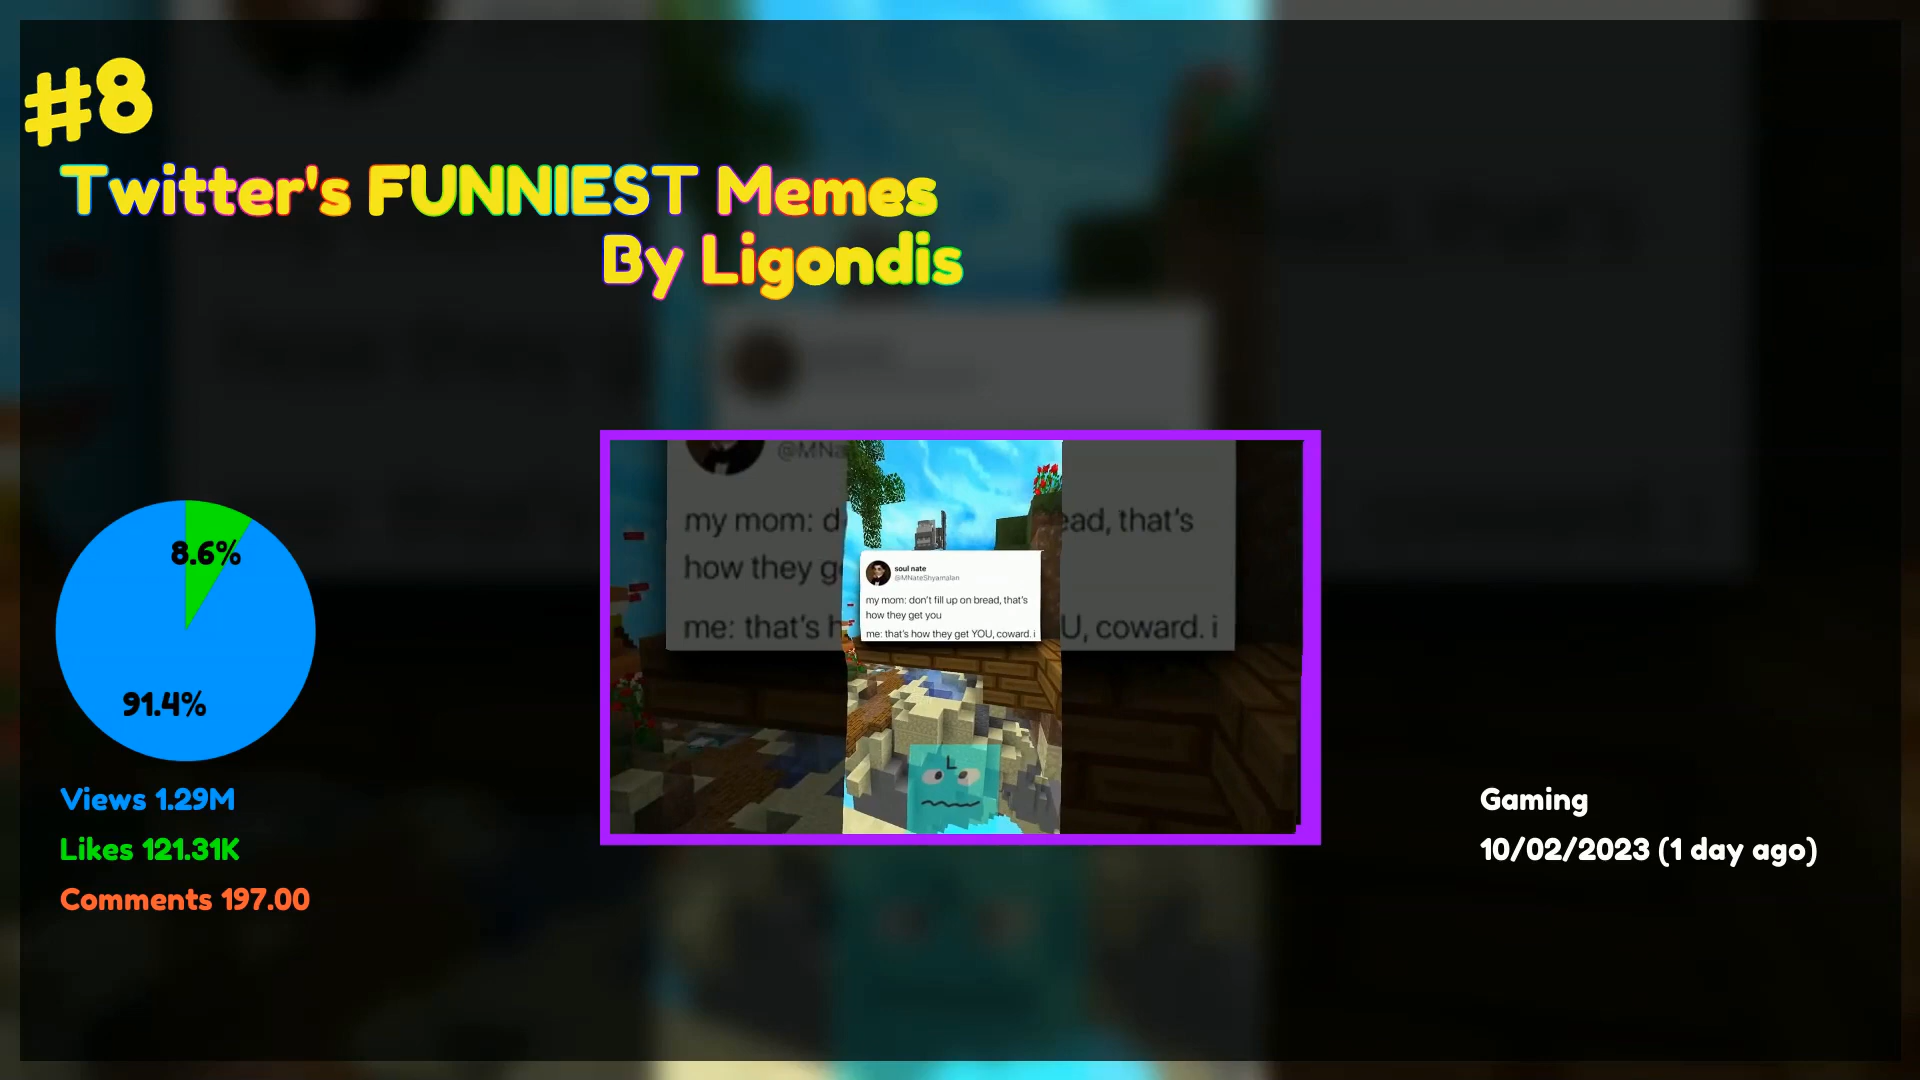 #8
Twitter's FUNNIEST Memes
By Ligondis
@MNa
my mom: d
ead, that's
how they g
me: that's h
U, coward. i
soul nate
@MNateShyamalan
my mom: don't fill up on bread, that's
how they get you
me: that's how they get YOU, coward. i
L
8.6%
91.4%
Views 1.29M
Likes 121.31K
Comments 197.00
Gaming
10/02/2023 (1 day ago)